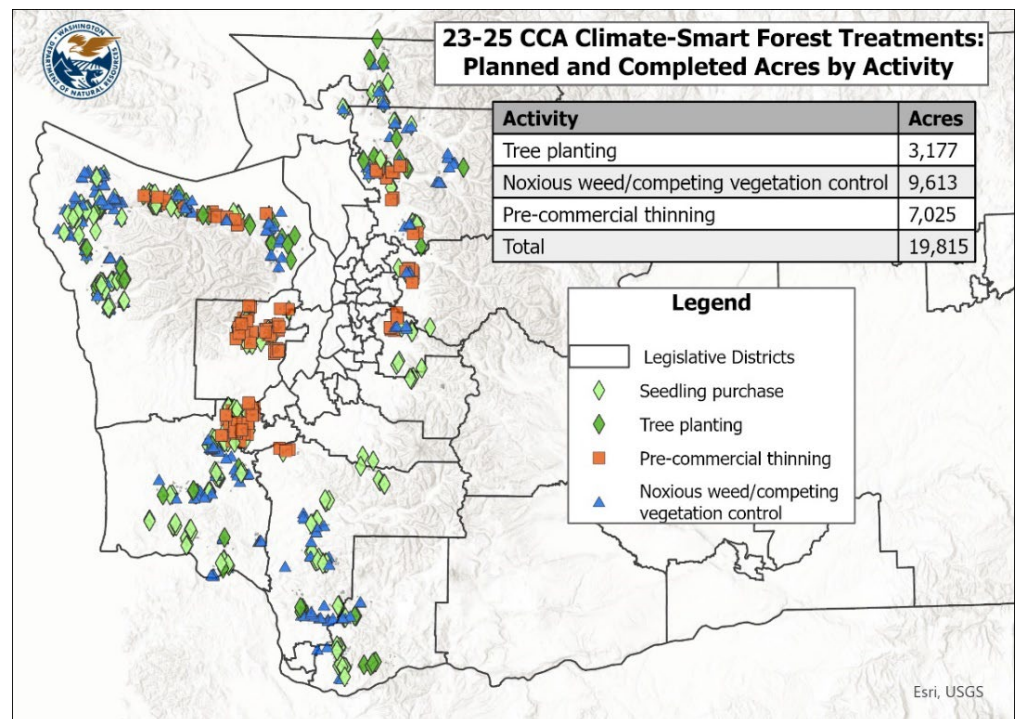 WASHINGTON
DEPARTMENT OF NATURAL RESOURCES
23-25 CCA Climate-Smart Forest Treatments:
Planned and Completed Acres by Activity
Activity Acres
Tree planting 3,177
Noxious weed/competing vegetation control 9,613
Pre-commercial thinning 7,025
Total 19,815
Legend
Legislative Districts
Seedling purchase
Tree planting
Pre-commercial thinning
Noxious weed/competing
vegetation control
Esri, USGS